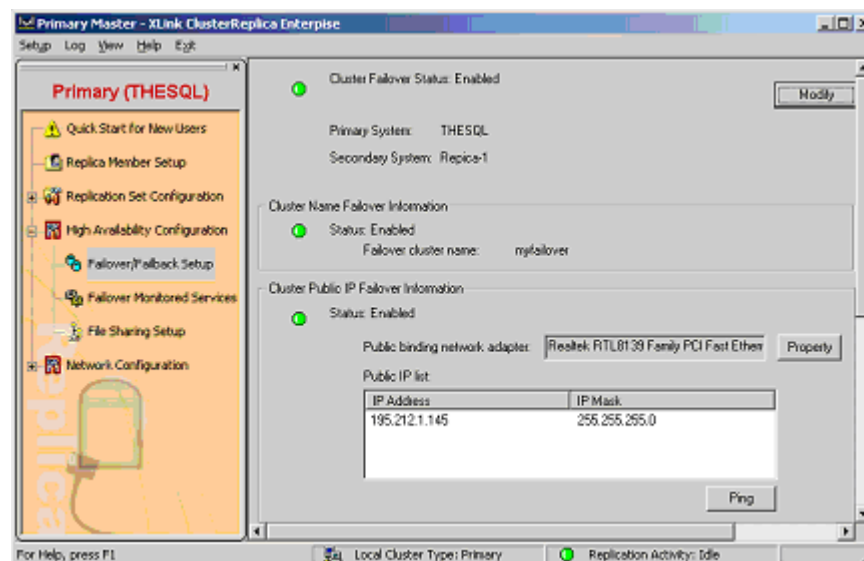 Primary Master - XLink ClusterReplica Enterpise
Setup Log View Help Exit
Primary (THESQL)
Quick Start for New Users
Replica Member Setup
Replication Set Configuration
High Availability Configuration
Failover/Failback Setup
Failover Monitored Services
File Sharing Setup
Network Configuration
Replica
Cluster Failover Status: Enabled
Modify
Primary System: THESQL
Secondary System: Repica-1
Cluster Name Failover Information
Status: Enabled
Failover cluster name: myfailover
Cluster Public IP Failover Information
Status: Enabled
Public binding network adapter: Realtek RTL8139 Family PCI Fast Ethern Property
Public IP list:
IP Address IP Mask
195.212.1.145 255.255.255.0
Ping
For Help, press F1 Local Cluster Type: Primary Replication Activity: Idle